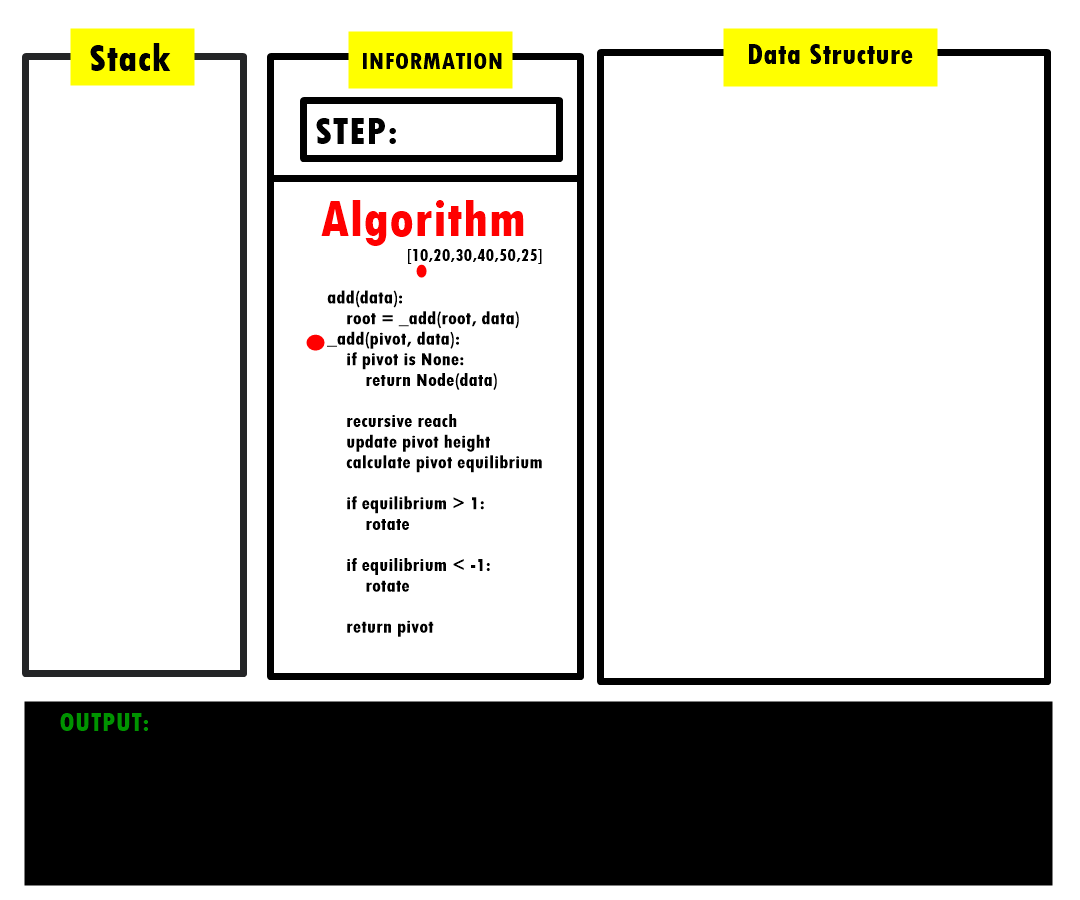 Stack
INFORMATION
Data Structure
STEP:
Algorithm
[10,20,30,40,50,25]
add(data):
root = _add(root, data)
_add(pivot, data):
if pivot is None:
return Node(data)
recursive reach
update pivot height
calculate pivot equilibrium
if equilibrium > 1:
rotate
if equilibrium < -1:
rotate
return pivot
OUTPUT: